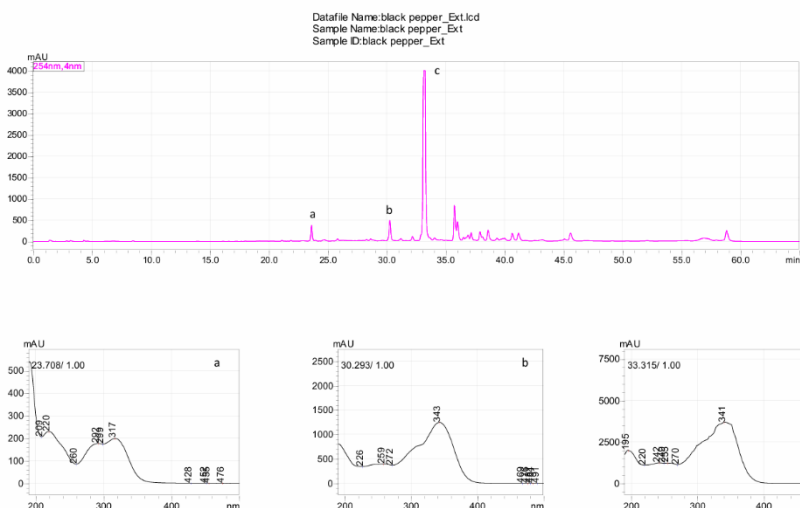 Datafile Name:black pepper_Ext.lcd
Sample Name:black pepper_Ext
Sample ID:black pepper_Ext
mAU
254nm,4nm
4000
3500
3000
2500
2000
1500
1000
500
0
a
b
c
0.0 5.0 10.0 15.0 20.0 25.0 30.0 35.0 40.0 45.0 50.0 55.0 60.0 min
mAU
23.708/ 1.00
a
500
400
300
200
100
0
209 220 260 292 299 317 428 452 476
200 300 400 nm
mAU
30.293/ 1.00
b
2500
2000
1500
1000
500
0
226 259 272 343 491
200 300 400 nm
mAU
33.315/ 1.00
7500
5000
2500
0
195 220 242 255 270 341
200 300 400